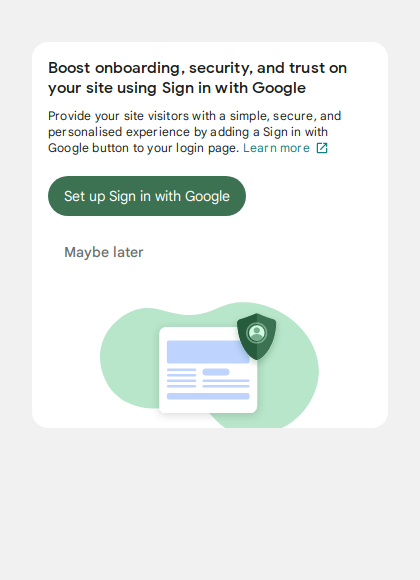 Boost onboarding, security, and trust on
your site using Sign in with Google
Provide your site visitors with a simple, secure, and
personalised experience by adding a Sign in with
Google button to your login page. Learn more
Set up Sign in with Google
Maybe later